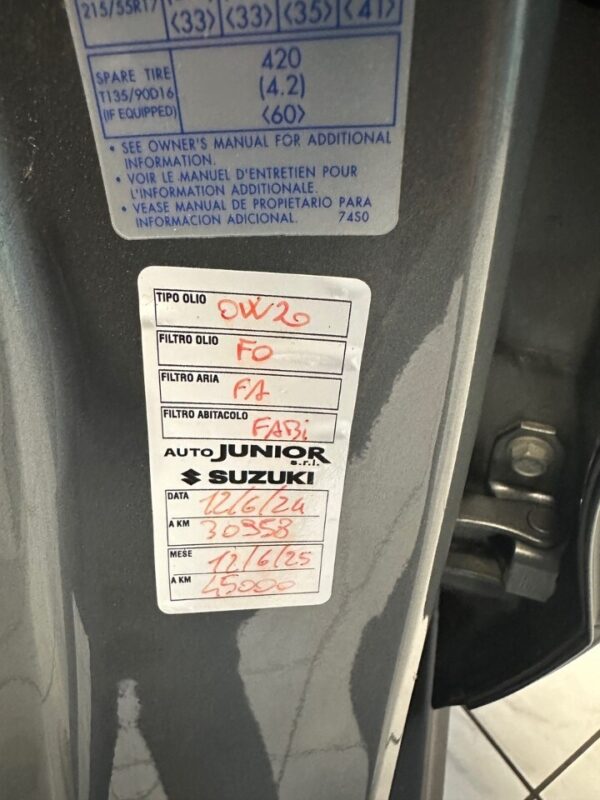 215/55R17
<33> <33> <35> <41>
SPARE TIRE
T135/90D16
(IF EQUIPPED)
420
(4.2)
<60>
• SEE OWNER'S MANUAL FOR ADDITIONAL
INFORMATION.
• VOIR LE MANUEL D'ENTRETIEN POUR
L'INFORMATION ADDITIONALE.
• VEASE MANUAL DE PROPIETARIO PARA
INFORMACION ADICIONAL. 74S0
TIPO OLIO 0W20
FILTRO OLIO FO
FILTRO ARIA FA
FILTRO ABITACOLO FABi
AUTO JUNIOR
s.r.l.
SUZUKI
DATA 12/6/24
A KM 30958
MESE 12/6/25
A KM 45000